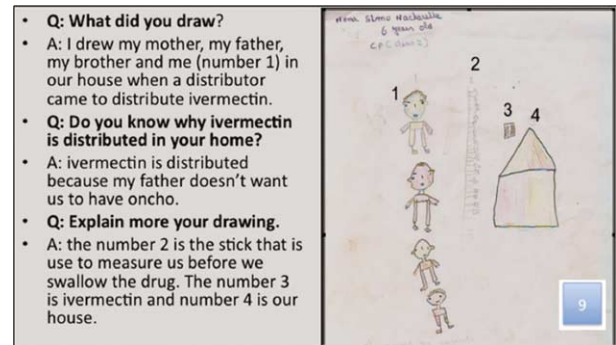 • Q: What did you draw?
• A: I drew my mother, my father,
my brother and me (number 1) in
our house when a distributor
came to distribute ivermectin.
• Q: Do you know why ivermectin
is distributed in your home?
• A: ivermectin is distributed
because my father doesn’t want
us to have oncho.
• Q: Explain more your drawing.
• A: the number 2 is the stick that is
use to measure us before we
swallow the drug. The number 3
is ivermectin and number 4 is our
house.
6 years old
1
2
3
4
9